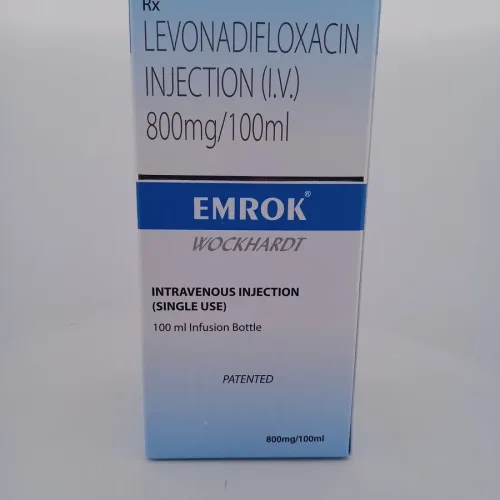 Rx
LEVONADIFLOXACIN
INJECTION (I.V.)
800mg/100ml
EMROK®
WOCKHARDT
INTRAVENOUS INJECTION
(SINGLE USE)
100 ml Infusion Bottle
PATENTED
800mg/100ml